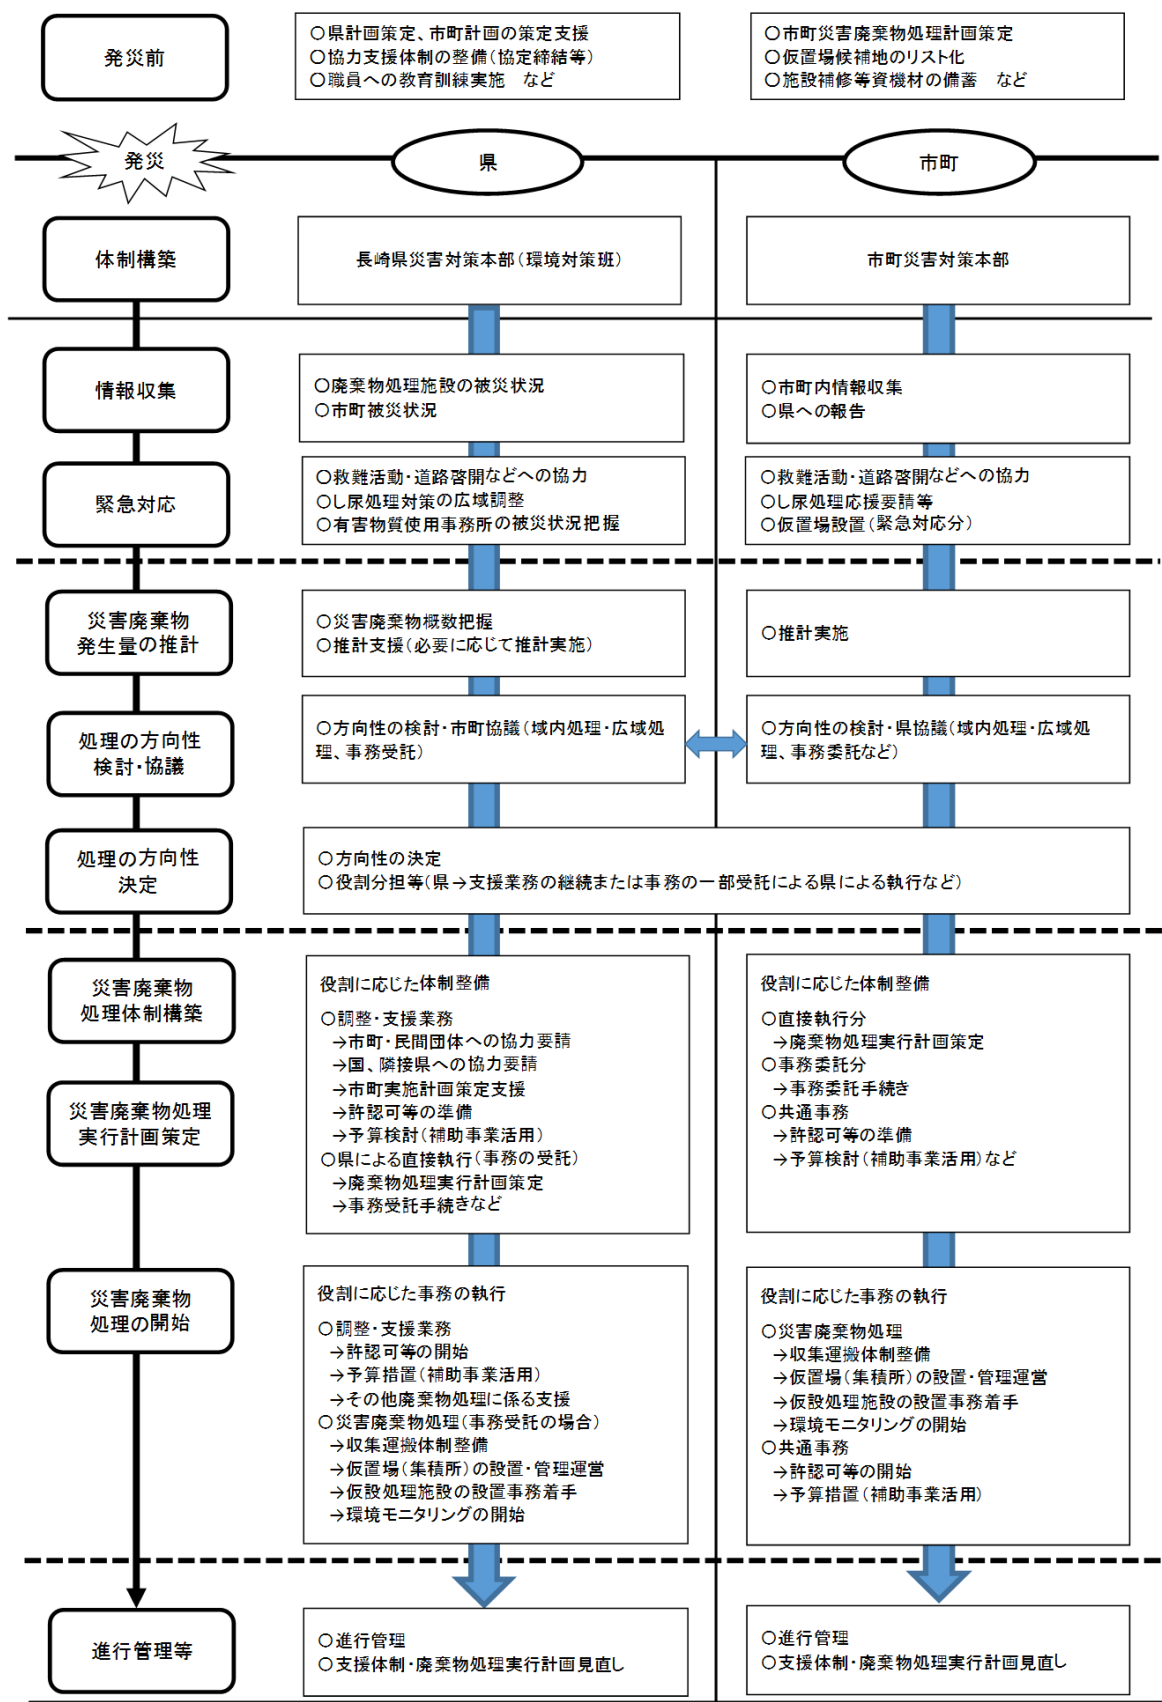 発災前
○県計画策定、市町計画の策定支援
○協力支援体制の整備(協定締結等)
○職員への教育訓練実施　など
○市町災害廃棄物処理計画策定
○仮置場候補地のリスト化
○施設補修等資機材の備蓄　など
発災
県
市町
体制構築
長崎県災害対策本部(環境対策班)
市町災害対策本部
情報収集
○廃棄物処理施設の被災状況
○市町被災状況
○市町内情報収集
○県への報告
緊急対応
○救難活動・道路啓開などへの協力
○し尿処理対策の広域調整
○有害物質使用事務所の被災状況把握
○救難活動・道路啓開などへの協力
○し尿処理応援要請等
○仮置場設置(緊急対応分)
災害廃棄物
発生量の推計
○災害廃棄物概数把握
○推計支援(必要に応じて推計実施)
○推計実施
処理の方向性
検討・協議
○方向性の検討・市町協議(域内処理・広域処
理、事務受託)
○方向性の検討・県協議(域内処理・広域処
理、事務委託など)
処理の方向性
決定
○方向性の決定
○役割分担等(県→支援業務の継続または事務の一部受託による県による執行など)
災害廃棄物
処理体制構築
災害廃棄物処理
実行計画策定
役割に応じた体制整備
○調整・支援業務
→市町・民間団体への協力要請
→国、隣接県への協力要請
→市町実施計画策定支援
→許認可等の準備
→予算検討(補助事業活用)
○県による直接執行(事務の受託)
→廃棄物処理実行計画策定
→事務受託手続きなど
役割に応じた体制整備
○直接執行分
→廃棄物処理実行計画策定
○事務委託分
→事務委託手続き
○共通事務
→許認可等の準備
→予算検討(補助事業活用)など
災害廃棄物
処理の開始
役割に応じた事務の執行
○調整・支援業務
→許認可等の開始
→予算措置(補助事業活用)
→その他廃棄物処理に係る支援
○災害廃棄物処理(事務受託の場合)
→収集運搬体制整備
→仮置場(集積所)の設置・管理運営
→仮設処理施設の設置事務着手
→環境モニタリングの開始
役割に応じた事務の執行
○災害廃棄物処理
→収集運搬体制整備
→仮置場(集積所)の設置・管理運営
→仮設処理施設の設置事務着手
→環境モニタリングの開始
○共通事務
→許認可等の開始
→予算措置(補助事業活用)
進行管理等
○進行管理
○支援体制・廃棄物処理実行計画見直し
○進行管理
○支援体制・廃棄物処理実行計画見直し